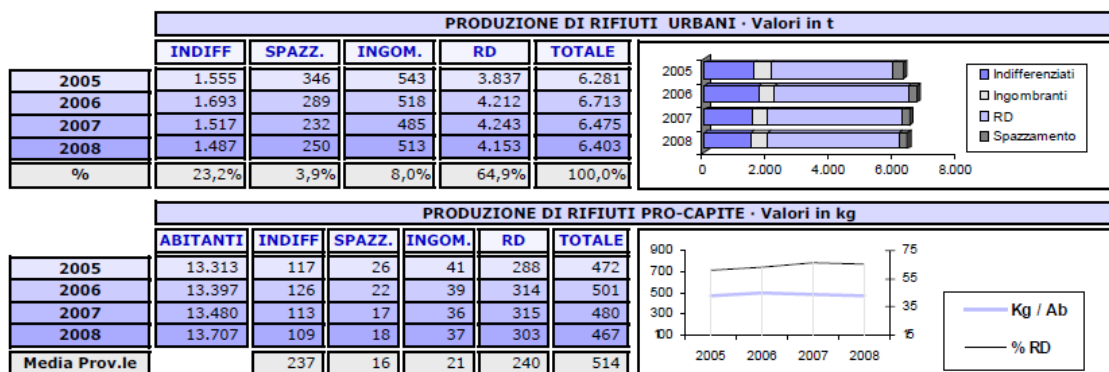 PRODUZIONE DI RIFIUTI URBANI · Valori in t
INDIFF SPAZZ. INGOM. RD TOTALE
2005 1.555 346 543 3.837 6.281
2006 1.693 289 518 4.212 6.713
2007 1.517 232 485 4.243 6.475
2008 1.487 250 513 4.153 6.403
% 23,2% 3,9% 8,0% 64,9% 100,0%
2005
2006
2007
2008
0 2.000 4.000 6.000 8.000
Indifferenziati
Ingombranti
RD
Spazzamento
PRODUZIONE DI RIFIUTI PRO-CAPITE · Valori in kg
ABITANTI INDIFF SPAZZ. INGOM. RD TOTALE
2005 13.313 117 26 41 288 472
2006 13.397 126 22 39 314 501
2007 13.480 113 17 36 315 480
2008 13.707 109 18 37 303 467
Media Prov.le 237 16 21 240 514
900 75
700 55
500 35
300
100 15
2005 2006 2007 2008
Kg / Ab
% RD